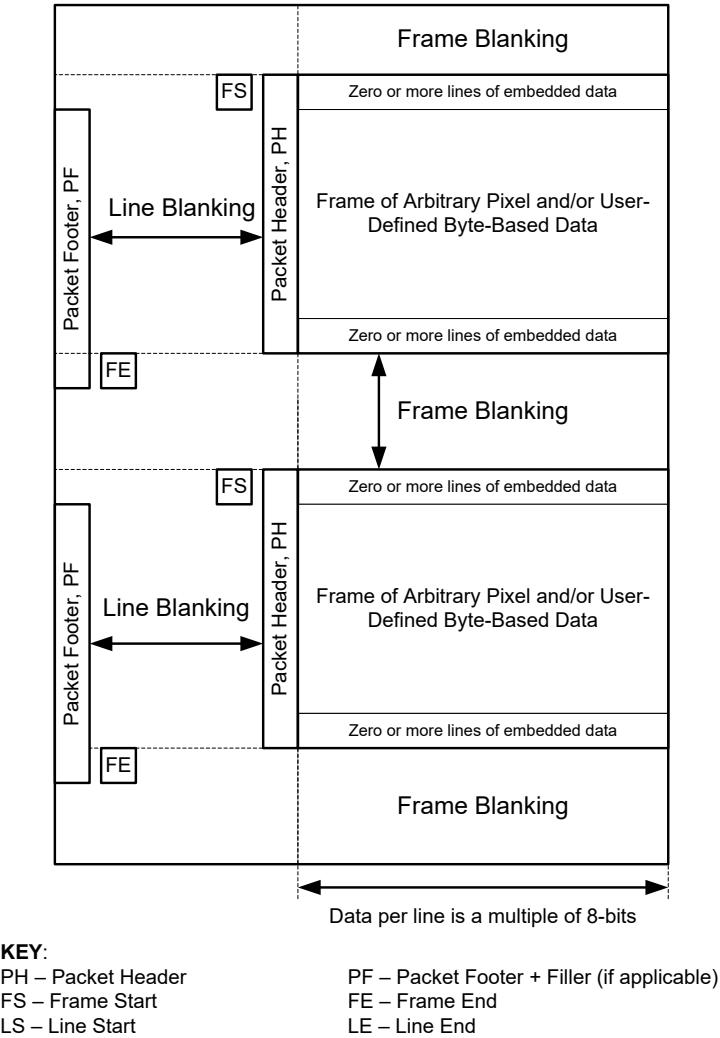 Frame Blanking
FS
Zero or more lines of embedded data
Packet Footer, PF
Line Blanking
Packet Header, PH
Frame of Arbitrary Pixel and/or User-
Defined Byte-Based Data
Zero or more lines of embedded data
FE
Frame Blanking
FS
Zero or more lines of embedded data
Packet Footer, PF
Line Blanking
Packet Header, PH
Frame of Arbitrary Pixel and/or User-
Defined Byte-Based Data
Zero or more lines of embedded data
FE
Frame Blanking
Data per line is a multiple of 8-bits
KEY:
PH – Packet Header
PF – Packet Footer + Filler (if applicable)
FS – Frame Start
FE – Frame End
LS – Line Start
LE – Line End